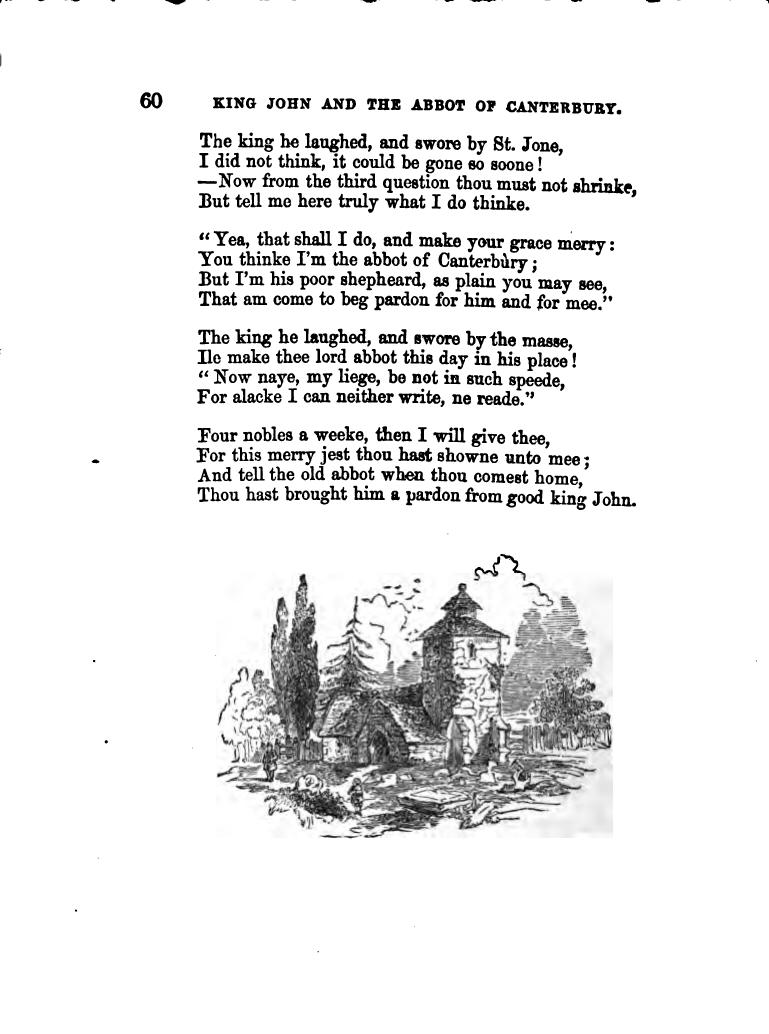 60 KING JOHN AND THE ABBOT OF CANTERBURY.
The king he laughed, and swore by St. Jone,
I did not think, it could be gone so soone!
—Now from the third question thou must not shrinke,
But tell me here truly what I do thinke.
“Yea, that shall I do, and make your grace merry:
You thinke I'm the abbot of Canterbùry;
But I'm his poor shepheard, as plain you may see,
That am come to beg pardon for him and for mee.”
The king he laughed, and swore by the masse,
Ile make thee lord abbot this day in his place!
“Now naye, my liege, be not in such speede,
For alacke I can neither write, ne reade.”
Four nobles a weeke, then I will give thee,
For this merry jest thou hast showne unto mee;
And tell the old abbot when thou comest home,
Thou hast brought him a pardon from good king John.